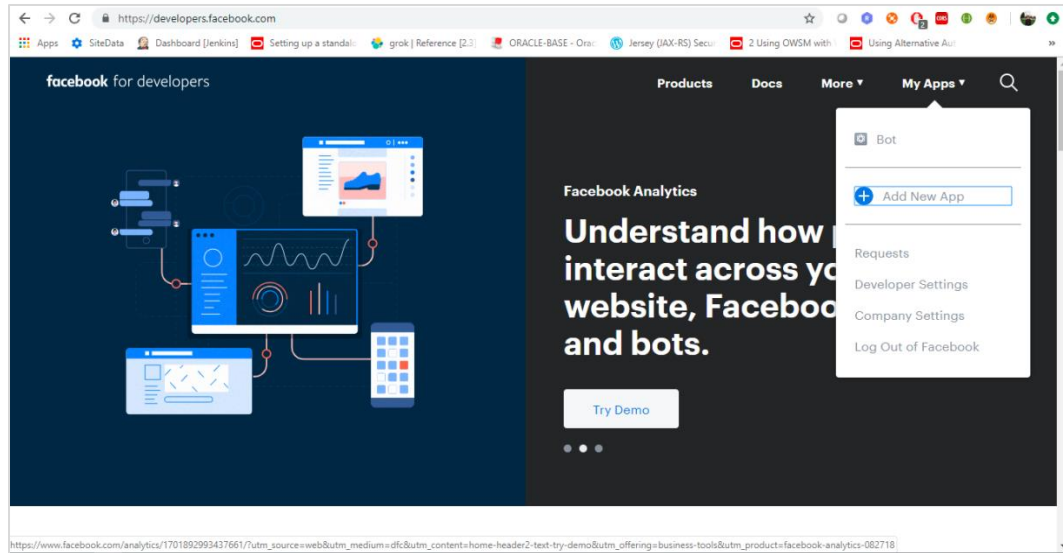 https://developers.facebook.com
Apps SiteData Dashboard [Jenkins] Setting up a standalo grok | Reference [2.3] ORACLE-BASE - Orac Jersey (JAX-RS) Secur 2 Using OWSM with Using Alternative Aut »
facebook for developers
Products Docs More ▾ My Apps ▾
Bot
Add New App
Requests
Developer Settings
Company Settings
Log Out of Facebook
Facebook Analytics
Understand how
interact across yo
website, Faceboo
and bots.
Try Demo
https://www.facebook.com/analytics/1701892993437661/?utm_source=web&utm_medium=dfc&utm_content=home-header2-text-try-demo&utm_offering=business-tools&utm_product=facebook-analytics-082718